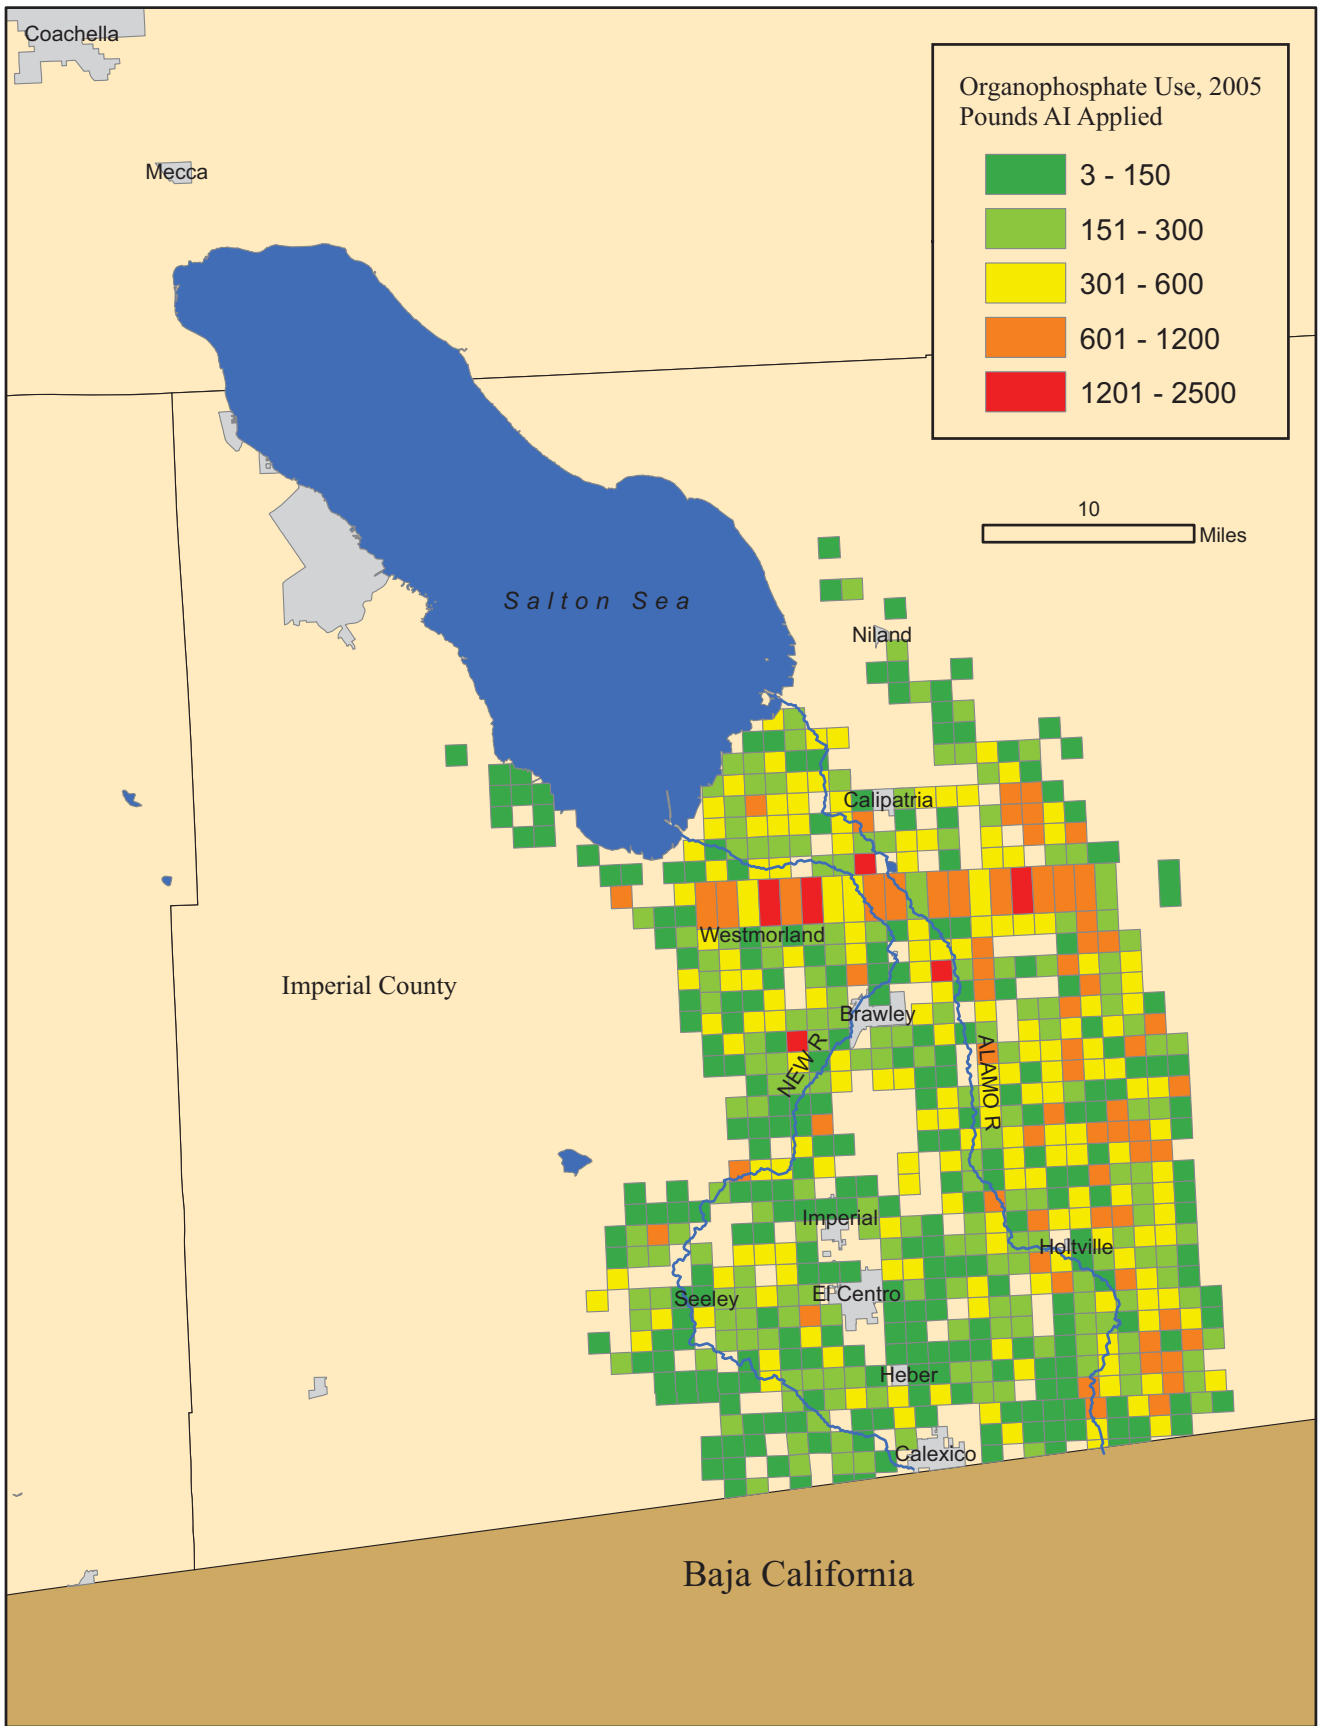 Coachella
Organophosphate Use, 2005
Pounds AI Applied
3 - 150
151 - 300
301 - 600
601 - 1200
1201 - 2500
Mecca
10
Miles
Salton Sea
Niland
Calipatria
Westmorland
Imperial County
Brawley
NEW R
ALAMO R
Imperial
Holtville
Seeley
El Centro
Heber
Calexico
Baja California